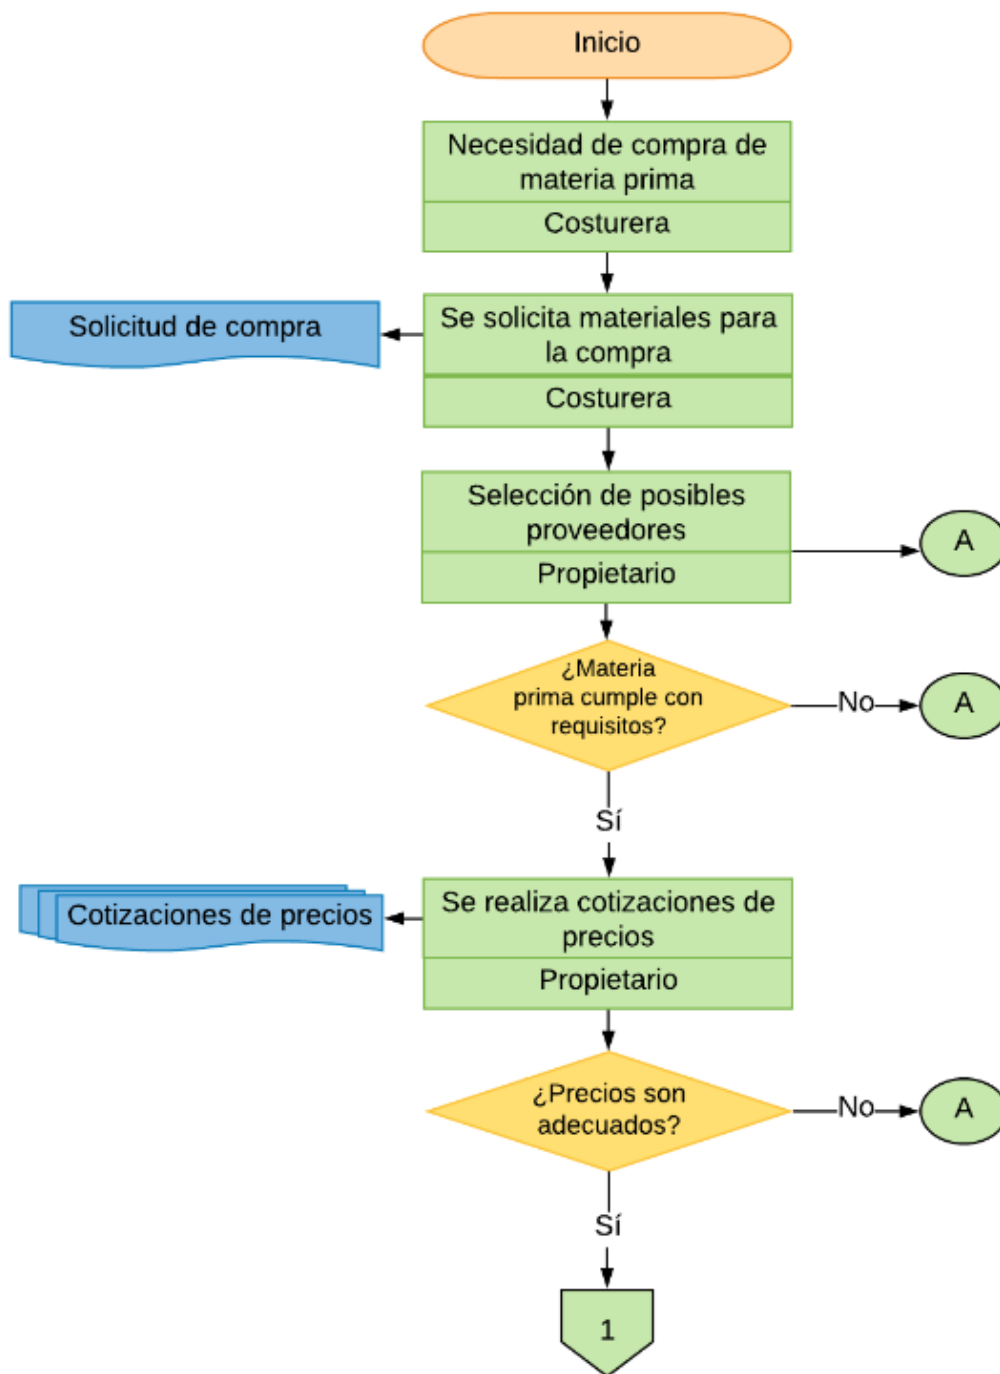 Inicio
Necesidad de compra de
materia prima
Costurera
Solicitud de compra
Se solicita materiales para
la compra
Costurera
Selección de posibles
proveedores
Propietario
A
¿Materia
prima cumple con
requisitos?
No
A
Sí
Cotizaciones de precios
Se realiza cotizaciones de
precios
Propietario
¿Precios son
adecuados?
No
A
Sí
1